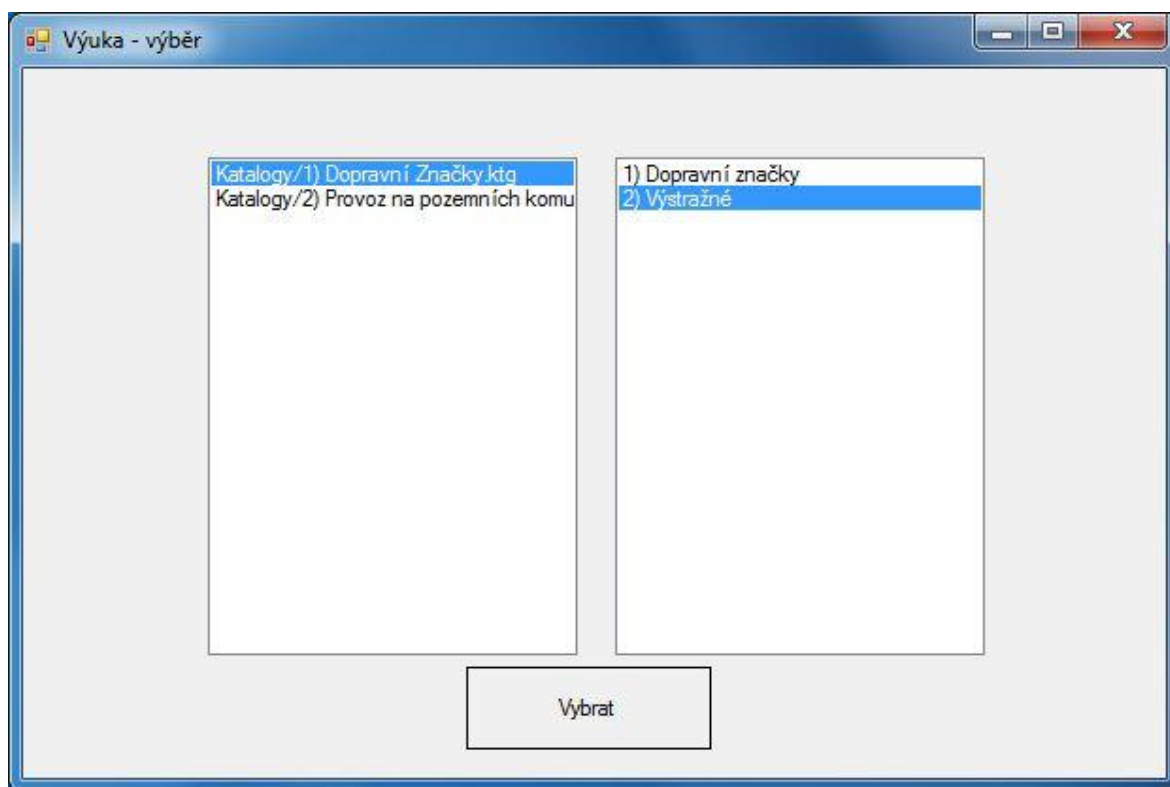 Výuka - výběr
Katalogy/1) Dopravní Značky.ktg
Katalogy/2) Provoz na pozemních komu
1) Dopravní značky
2) Výstražné
Vybrat